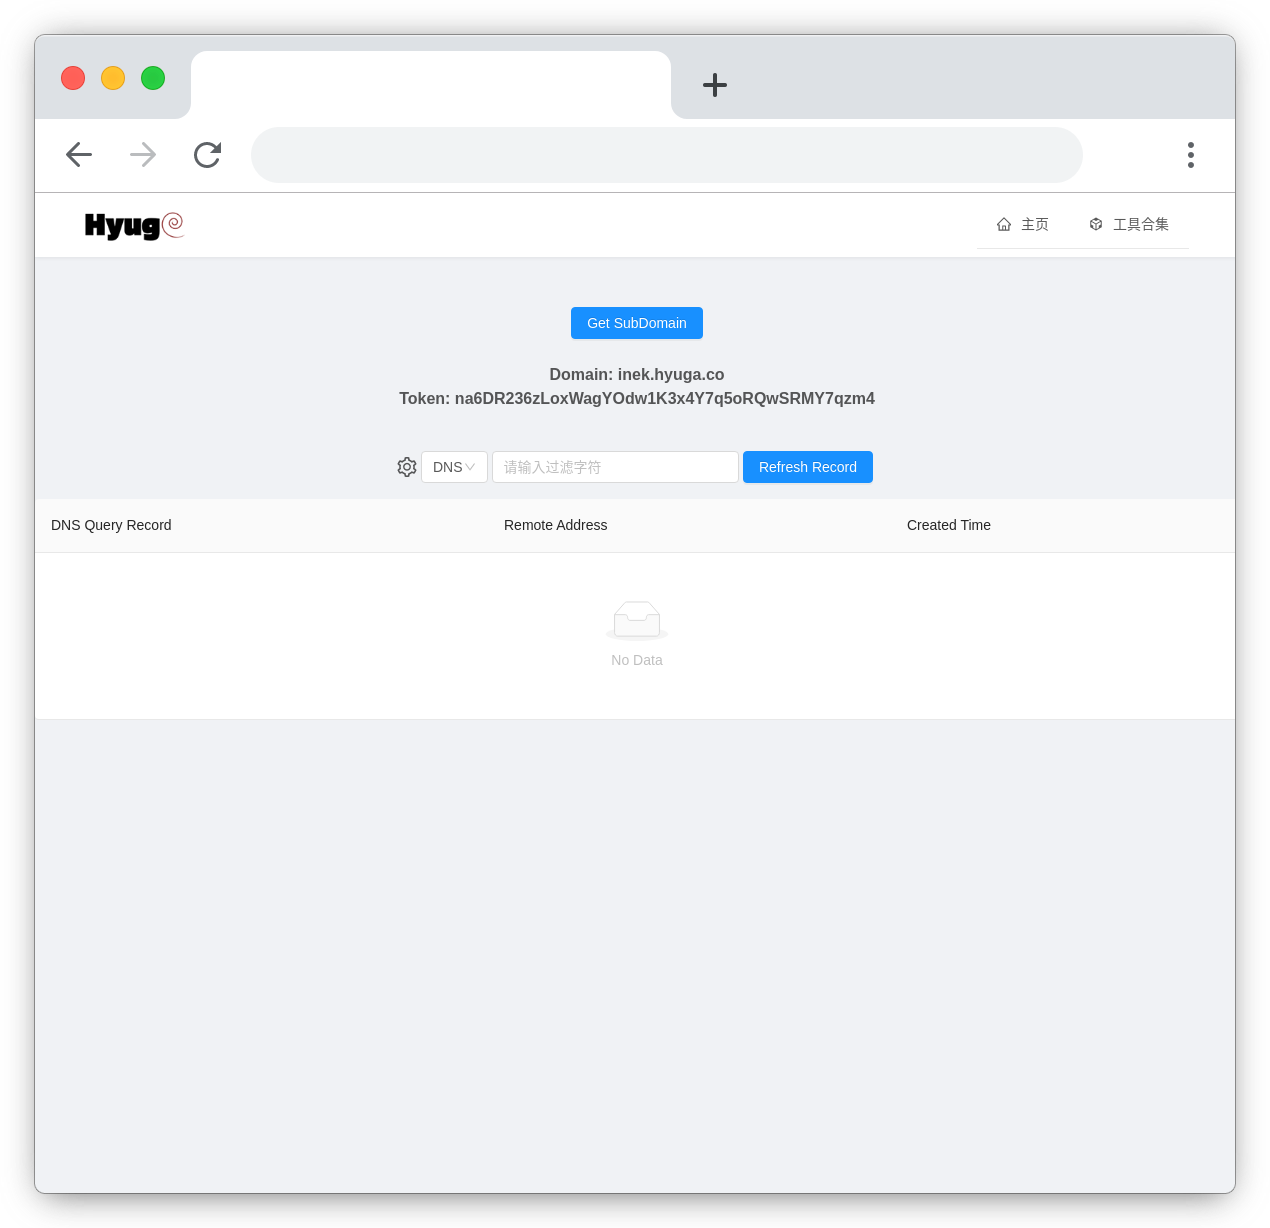 Hyuga
主页
工具合集
Get SubDomain
Domain: inek.hyuga.co
Token: na6DR236zLoxWagYOdw1K3x4Y7q5oRQwSRMY7qzm4
DNS
请输入过滤字符
Refresh Record
DNS Query Record
Remote Address
Created Time
No Data